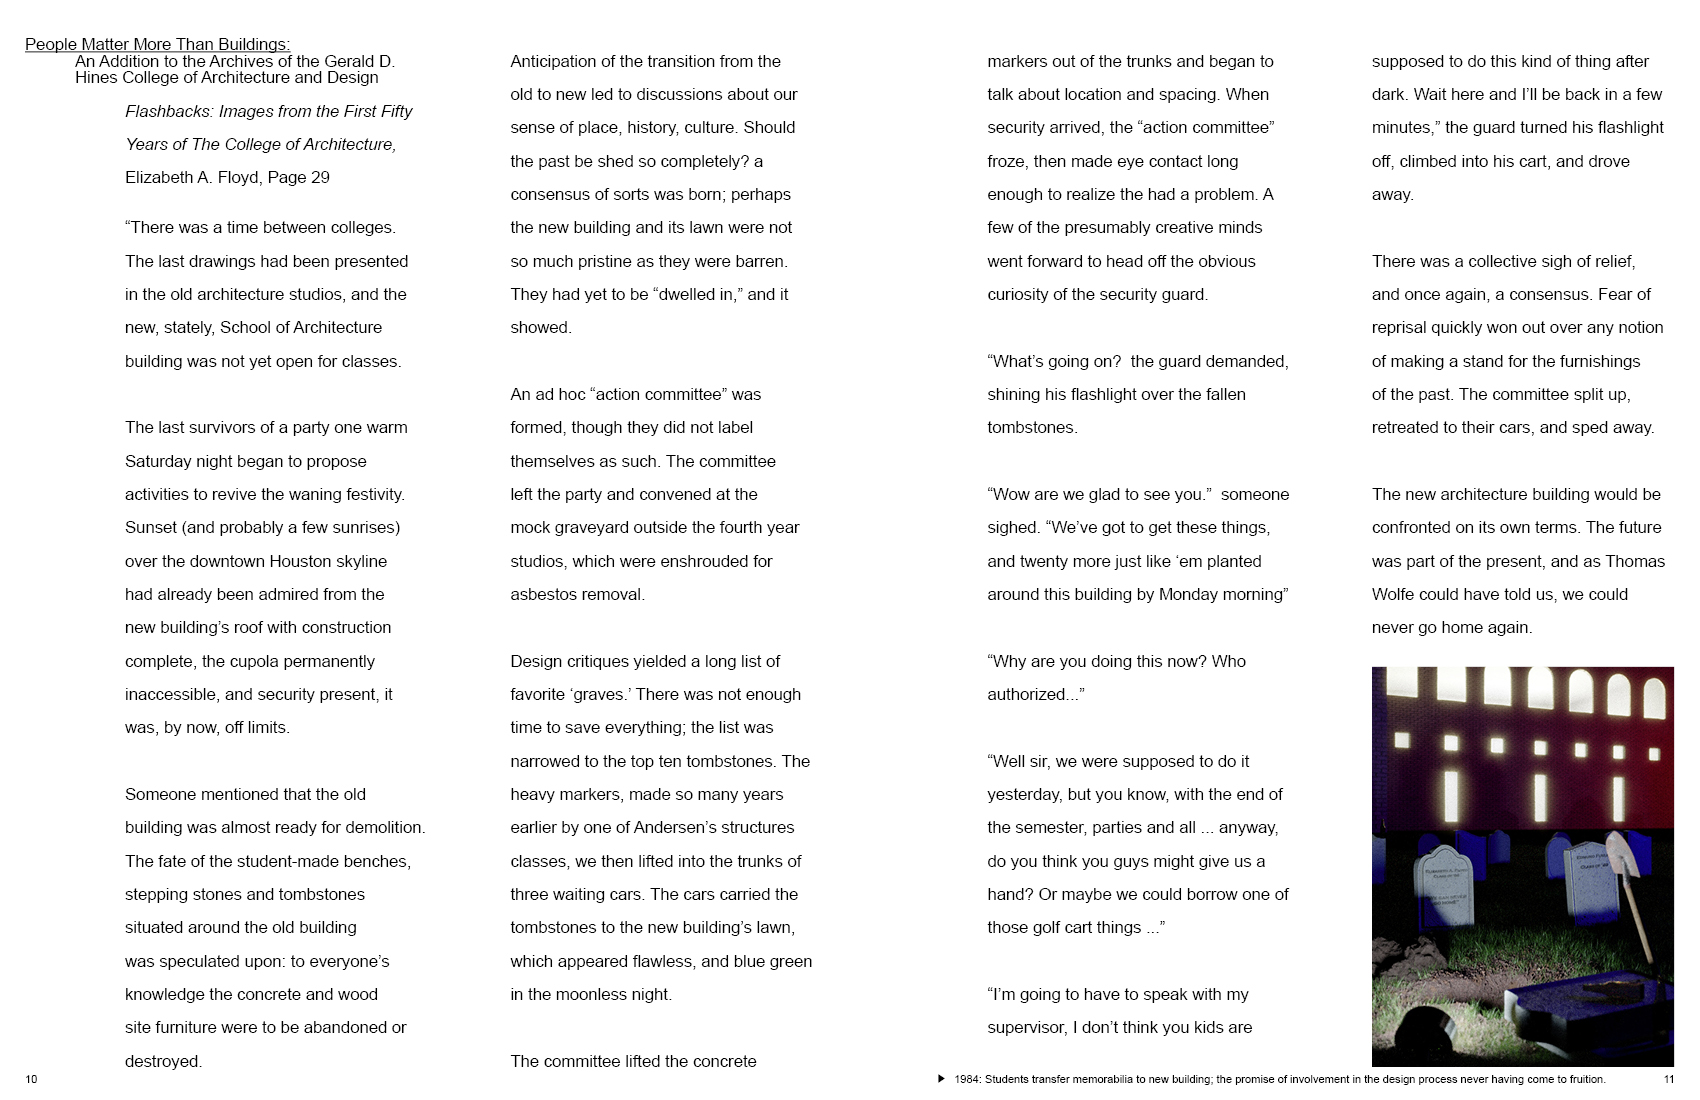 People Matter More Than Buildings:
An Addition to the Archives of the Gerald D.
Hines College of Architecture and Design
Flashbacks: Images from the First Fifty
Years of The College of Architecture,
Elizabeth A. Floyd, Page 29
“There was a time between colleges.
The last drawings had been presented
in the old architecture studios, and the
new, stately, School of Architecture
building was not yet open for classes.
The last survivors of a party one warm
Saturday night began to propose
activities to revive the waning festivity.
Sunset (and probably a few sunrises)
over the downtown Houston skyline
had already been admired from the
new building’s roof with construction
complete, the cupola permanently
inaccessible, and security present, it
was, by now, off limits.
Someone mentioned that the old
building was almost ready for demolition.
The fate of the student-made benches,
stepping stones and tombstones
situated around the old building
was speculated upon: to everyone’s
knowledge the concrete and wood
site furniture were to be abandoned or
destroyed.
Anticipation of the transition from the
old to new led to discussions about our
sense of place, history, culture. Should
the past be shed so completely? a
consensus of sorts was born; perhaps
the new building and its lawn were not
so much pristine as they were barren.
They had yet to be “dwelled in,” and it
showed.
An ad hoc “action committee” was
formed, though they did not label
themselves as such. The committee
left the party and convened at the
mock graveyard outside the fourth year
studios, which were enshrouded for
asbestos removal.
Design critiques yielded a long list of
favorite ‘graves.’ There was not enough
time to save everything; the list was
narrowed to the top ten tombstones. The
heavy markers, made so many years
earlier by one of Andersen’s structures
classes, we then lifted into the trunks of
three waiting cars. The cars carried the
tombstones to the new building’s lawn,
which appeared flawless, and blue green
in the moonless night.
The committee lifted the concrete
markers out of the trunks and began to
talk about location and spacing. When
security arrived, the “action committee”
froze, then made eye contact long
enough to realize the had a problem. A
few of the presumably creative minds
went forward to head off the obvious
curiosity of the security guard.
“What’s going on?  the guard demanded,
shining his flashlight over the fallen
tombstones.
“Wow are we glad to see you.”  someone
sighed. “We’ve got to get these things,
and twenty more just like ‘em planted
around this building by Monday morning”
“Why are you doing this now? Who
authorized...”
“Well sir, we were supposed to do it
yesterday, but you know, with the end of
the semester, parties and all ... anyway,
do you think you guys might give us a
hand? Or maybe we could borrow one of
those golf cart things ...”
“I’m going to have to speak with my
supervisor, I don’t think you kids are
supposed to do this kind of thing after
dark. Wait here and I’ll be back in a few
minutes,” the guard turned his flashlight
off, climbed into his cart, and drove
away.
There was a collective sigh of relief,
and once again, a consensus. Fear of
reprisal quickly won out over any notion
of making a stand for the furnishings
of the past. The committee split up,
retreated to their cars, and sped away.
The new architecture building would be
confronted on its own terms. The future
was part of the present, and as Thomas
Wolfe could have told us, we could
never go home again.
10
▶ 1984: Students transfer memorabilia to new building; the promise of involvement in the design process never having come to fruition.
11